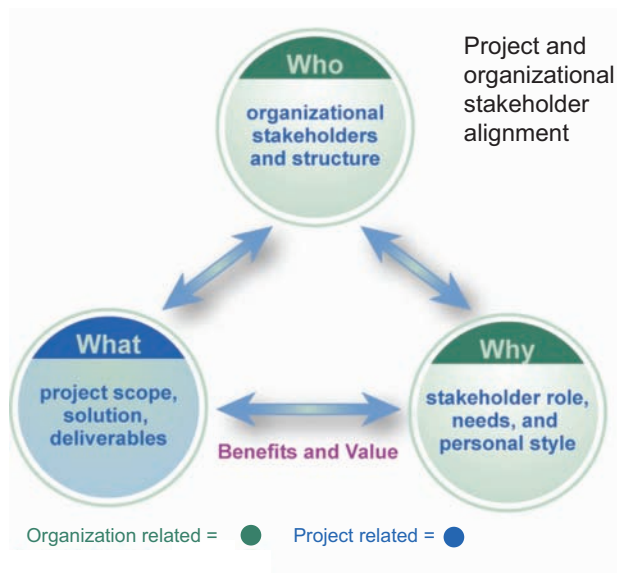 Project and
organizational
stakeholder
alignment
Who
organizational
stakeholders
and structure
What
project scope,
solution,
deliverables
Why
stakeholder role,
needs, and
personal style
Benefits and Value
Organization related =
Project related =